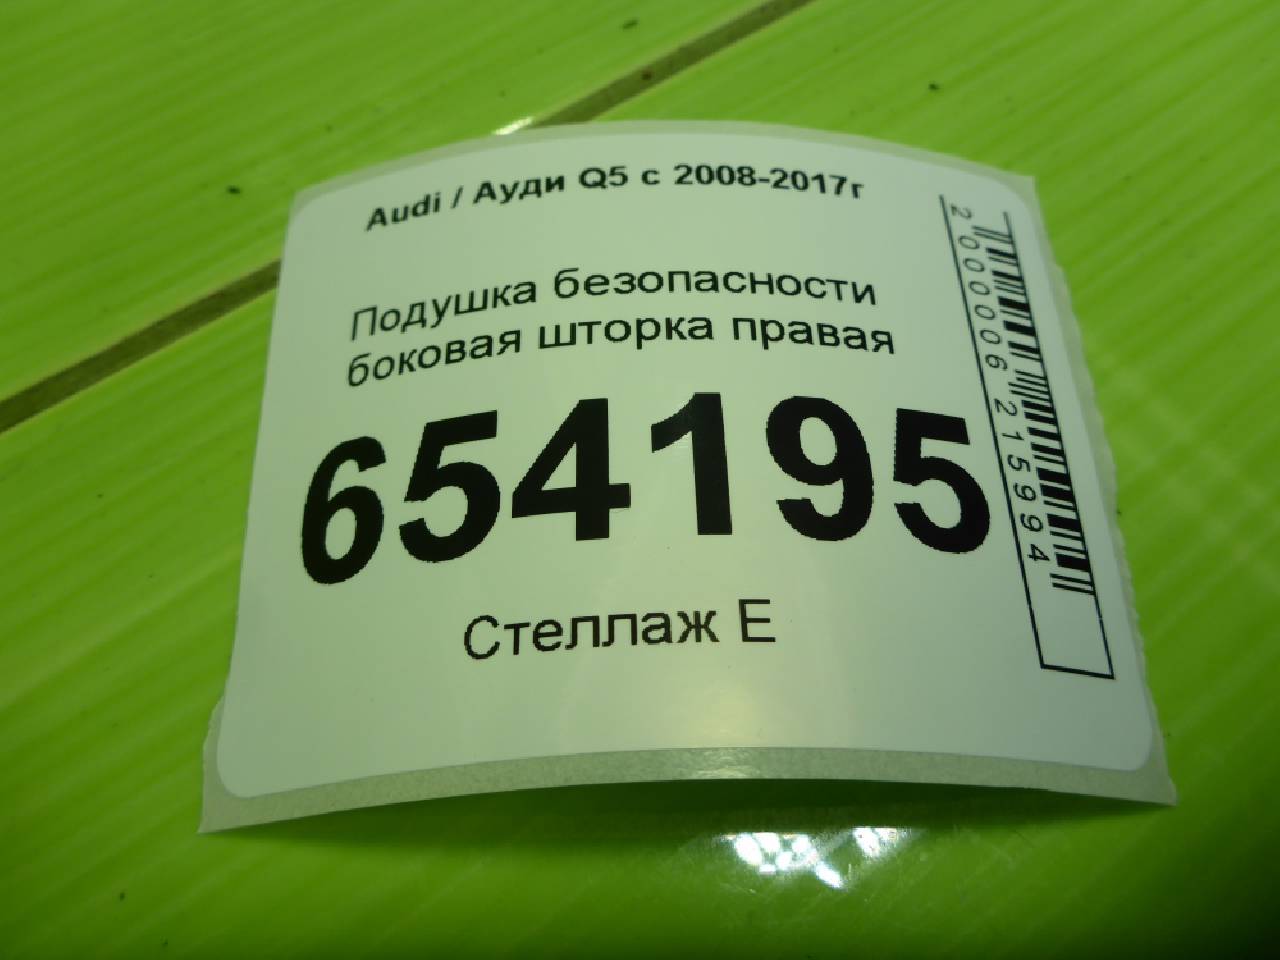 Audi / Ауди Q5 с 2008-2017г
Подушка безопасности
боковая шторка правая
654195
Стеллаж Е
2000006215994